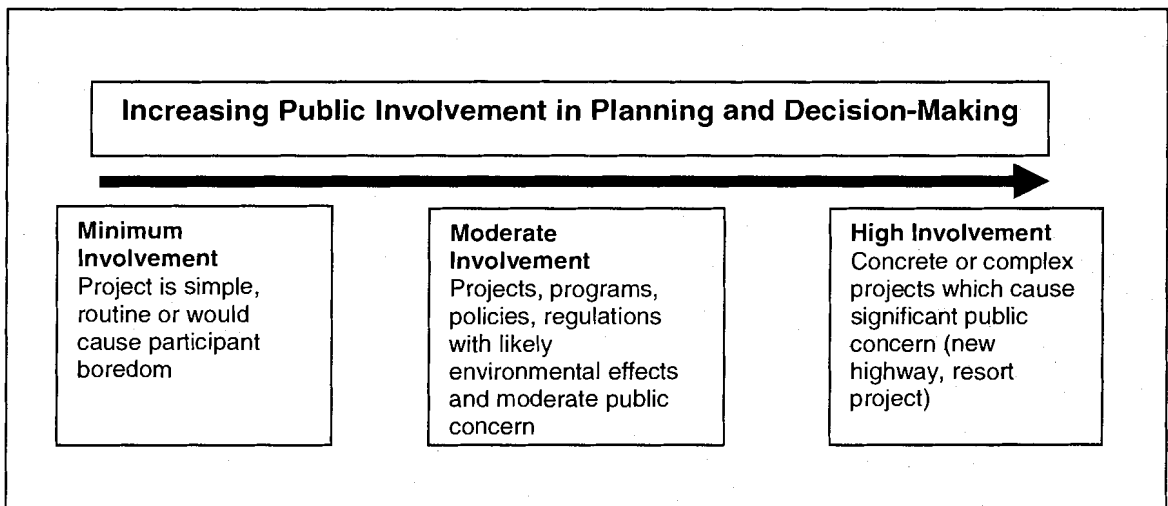 Increasing Public Involvement in Planning and Decision-Making
Minimum
Involvement
Project is simple,
routine or would
cause participant
boredom
Moderate
Involvement
Projects, programs,
policies, regulations
with likely
environmental effects
and moderate public
concern
High Involvement
Concrete or complex
projects which cause
significant public
concern (new
highway, resort
project)